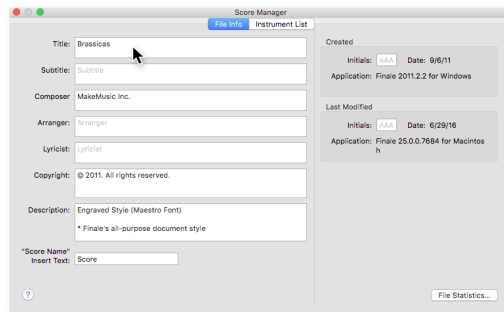 Score Manager
File Info Instrument List
Title: Brassicas
Subtitle: Subtitle
Composer MakeMusic Inc.
Arranger: Arranger
Lyricist: Lyricist
Copyright: © 2011. All rights reserved.
Description: Engraved Style (Maestro Font)
* Finale's all-purpose document style
"Score Name"
Insert Text: Score
?
Created
Initials: AAA Date: 9/6/11
Application: Finale 2011.2.2 for Windows
Last Modified
Initials: AAA Date: 6/29/16
Application: Finale 25.0.0.7684 for Macintos
h
File Statistics...